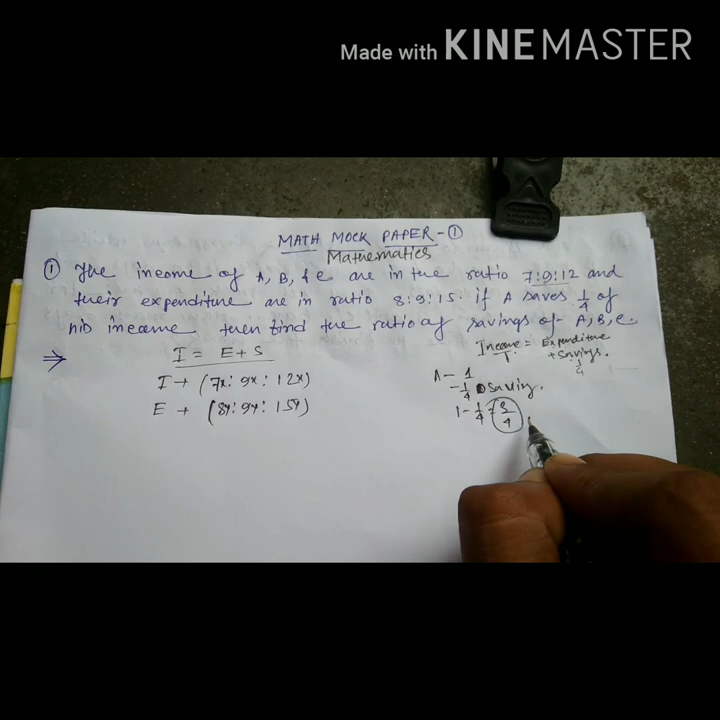 Made with KINEMASTER
MATH MOCK PAPER - ①
Mathematics
① The income of A, B, & C are in the ratio 7:9:12 and
their expenditure are in ratio 8:9:15. if A saves 1/4 of
his income then find the ratio of savings of A, B, C.
⇒ I = E + S
Income = Expenditure
I + Savings.
1/4
I → (7x : 9x : 12x)
A - 1
- 1/4 saving.
E → (8y : 9y : 15y)
1 - 1/4 = 3/4